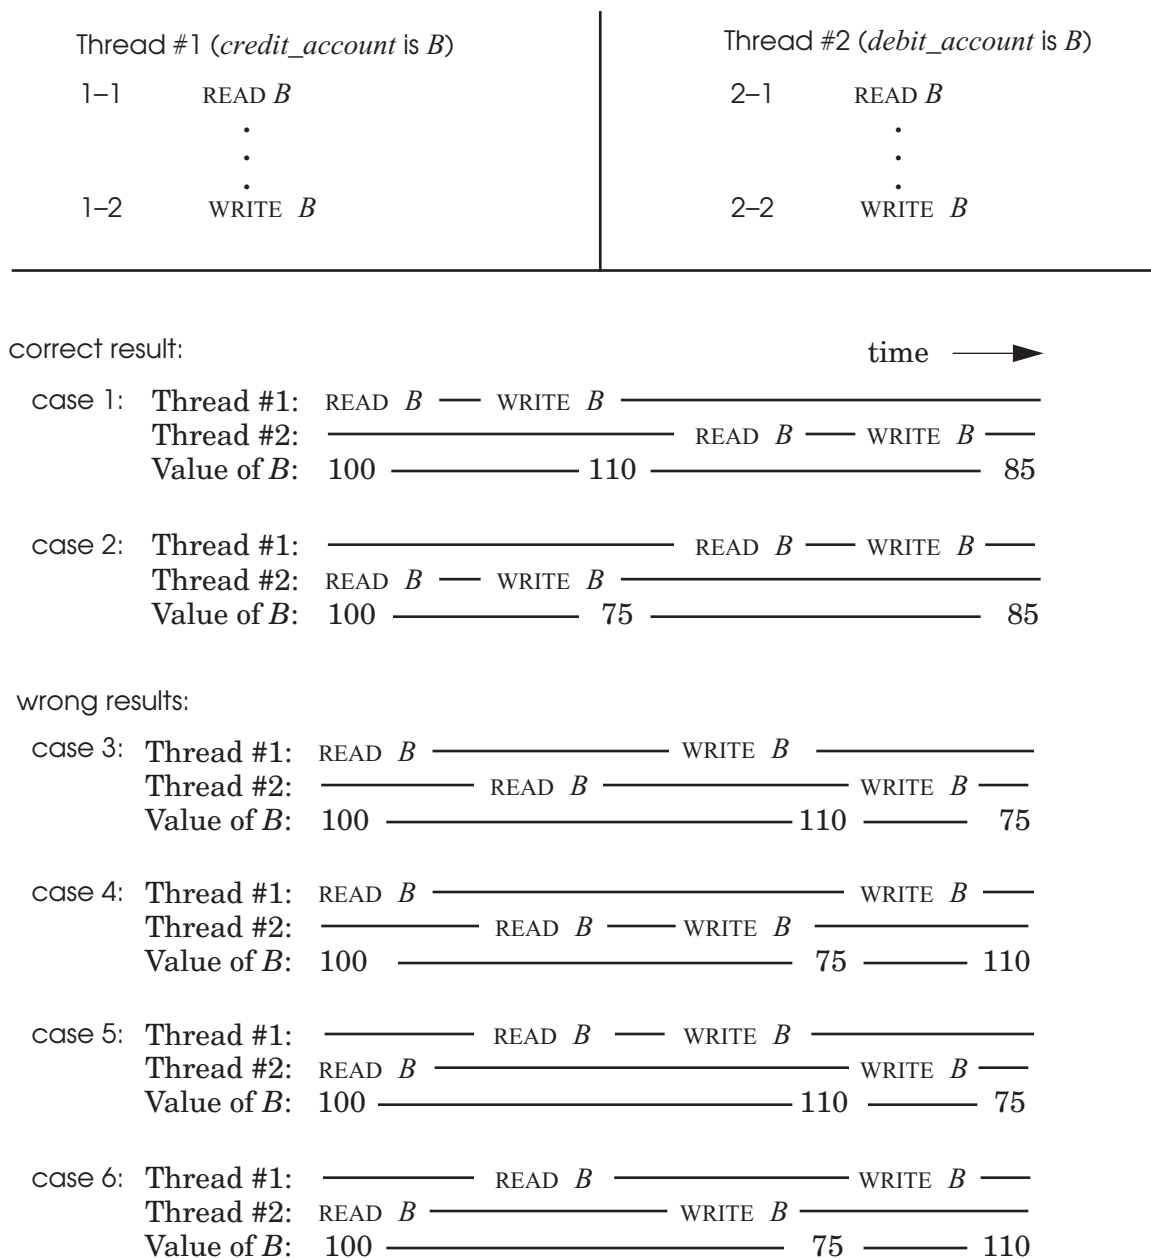 Thread #1 (credit_account is B)
1–1 READ B
.
.
.
1–2 WRITE B
Thread #2 (debit_account is B)
2–1 READ B
.
.
.
2–2 WRITE B
correct result: time
case 1: Thread #1: READ B WRITE B
Thread #2: READ B WRITE B
Value of B: 100 110 85
case 2: Thread #1: READ B WRITE B
Thread #2: READ B WRITE B
Value of B: 100 75 85
wrong results:
case 3: Thread #1: READ B WRITE B
Thread #2: READ B WRITE B
Value of B: 100 110 75
case 4: Thread #1: READ B WRITE B
Thread #2: READ B WRITE B
Value of B: 100 75 110
case 5: Thread #1: READ B WRITE B
Thread #2: READ B WRITE B
Value of B: 100 110 75
case 6: Thread #1: READ B WRITE B
Thread #2: READ B WRITE B
Value of B: 100 75 110